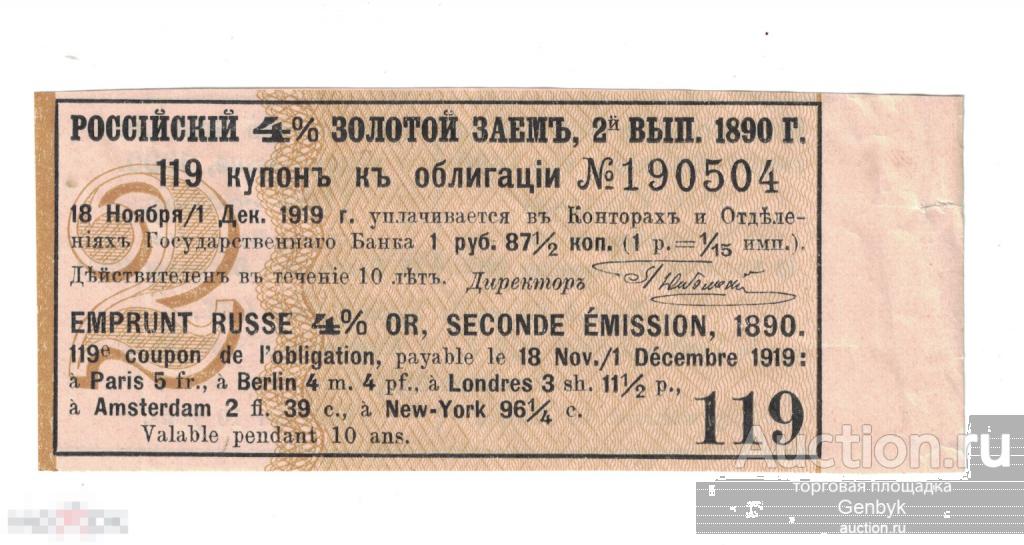 РОССІЙСКІЙ 4% ЗОЛОТОЙ ЗАЕМЪ, 2й ВЫП. 1890 Г.
119 КУПОНЪ КЪ ОБЛИГАЦІИ №190504
18 Ноября/1 Дек. 1919 г. уплачивается въ Конторахъ и Отдѣле-
ніяхъ Государственнаго Банка 1 руб. 87½ коп. (1 р.=1/15 имп.).
Дѣйствителенъ въ теченіе 10 лѣтъ. Директоръ
EMPRUNT RUSSE 4% OR, SECONDE ÉMISSION, 1890.
119e coupon de l'obligation, payable le 18 Nov./1 Décembre 1919:
à Paris 5 fr., à Berlin 4 m. 4 pf., à Londres 3 sh. 11½ p.,
à Amsterdam 2 fl. 39 c., à New-York 96¼ c.
Valable pendant 10 ans.
119
2
Auction.ru
торговая площадка
Genbyk
auction.ru